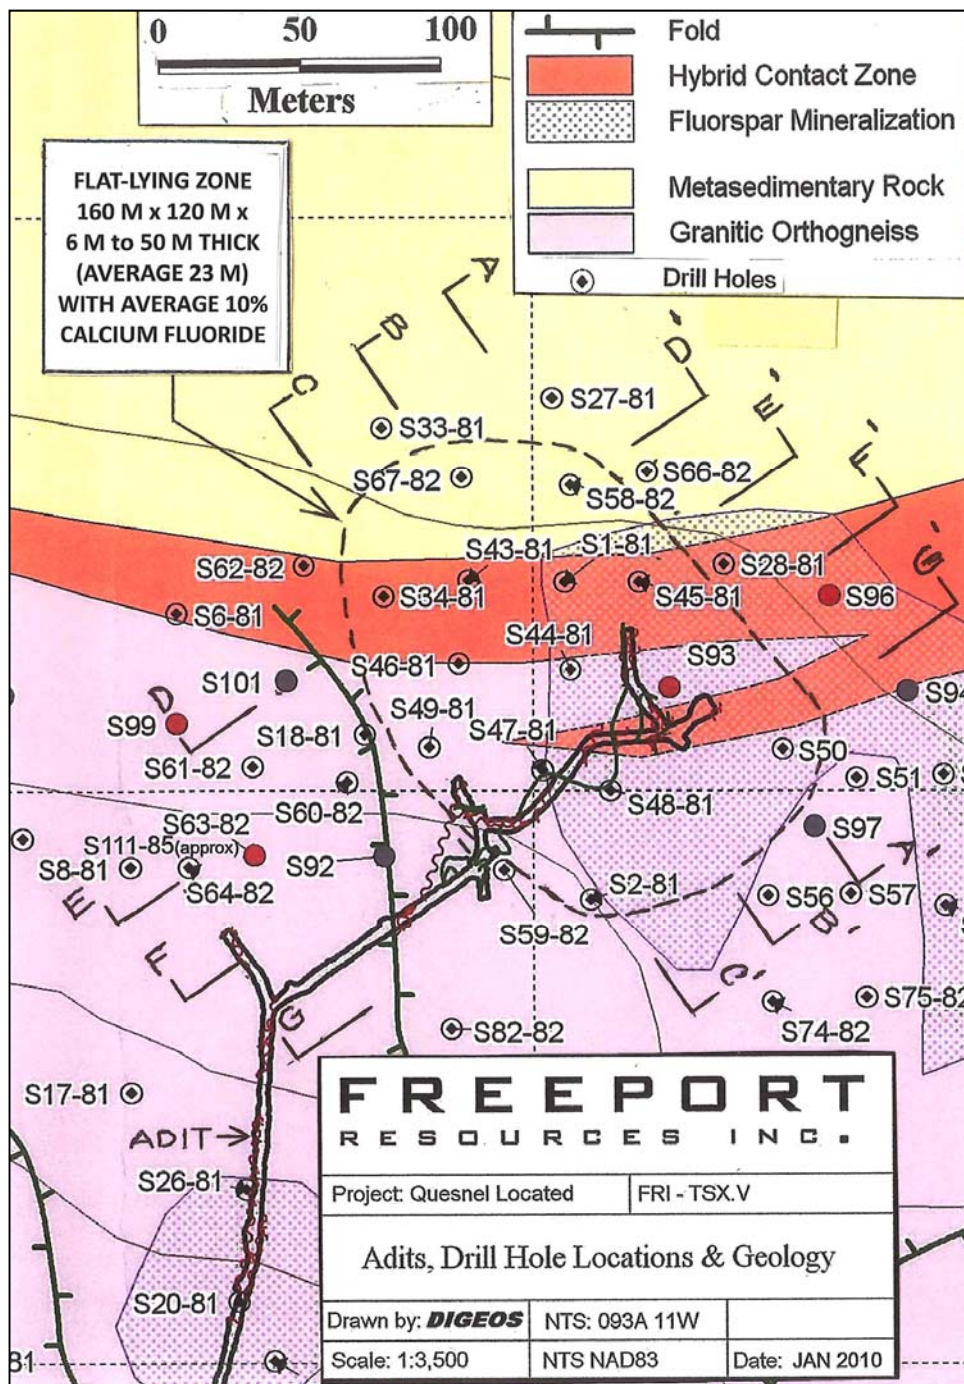 0 50 100
Meters
Fold
Hybrid Contact Zone
Fluorspar Mineralization
Metasedimentary Rock
Granitic Orthogneiss
Drill Holes
FLAT-LYING ZONE
160 M x 120 M x
6 M to 50 M THICK
(AVERAGE 23 M)
WITH AVERAGE 10%
CALCIUM FLUORIDE
A
B
C
D'
E'
F'
G'
S27-81
S33-81
S67-82
S66-82
S58-82
S43-81
S1-81
S62-82
S28-81
S34-81
S45-81
S96
S6-81
S44-81
S46-81
S93
S101
S94
D
S99
S49-81
S18-81
S47-81
S50
S61-82
S51
S60-82
S48-81
S63-82
S97
S111-85(approx)
S92
A'
S8-81
S64-82
S2-81
S56
S57
E
S59-82
B'
F
C'
S75-82
G
S74-82
S82-82
S17-81
ADIT
S26-81
S20-81
81
FREEPORT
RESOURCES INC.
Project: Quesnel Located
FRI - TSX.V
Adits, Drill Hole Locations & Geology
Drawn by: DIGEOS
NTS: 093A 11W
Scale: 1:3,500
NTS NAD83
Date: JAN 2010